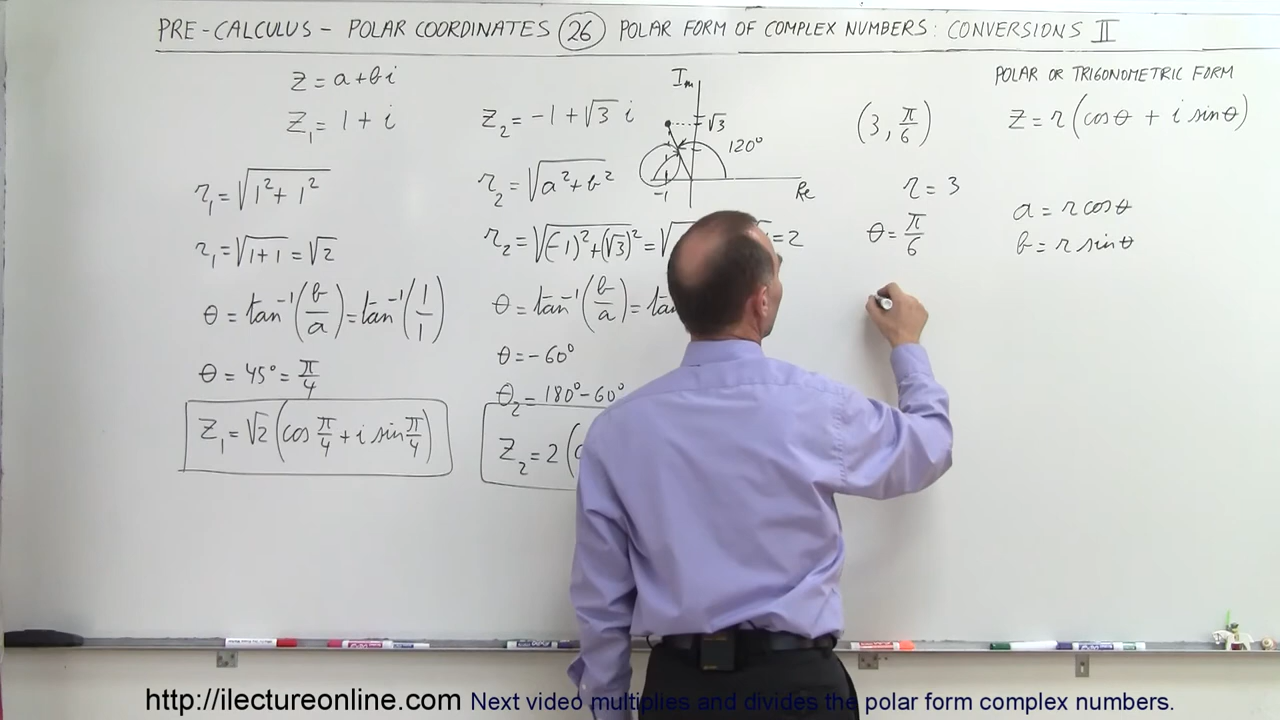 PRE-CALCULUS - POLAR COORDINATES 26 POLAR FORM OF COMPLEX NUMBERS: CONVERSIONS II
z = a + bi
z₁ = 1 + i
r₁ = √(1² + 1²)
r₁ = √(1+1) = √2
θ = tan⁻¹(b/a) = tan⁻¹(1/1)
θ = 45° = π/4
z₁ = √2 (cos π/4 + i sin π/4)
z₂ = -1 + √3 i
r₂ = √(a² + b²)
r₂ = √((-1)² + (√3)²) = √ = 2
θ = tan⁻¹(b/a) = tan
θ = -60°
θ₂ = 180° - 60°
z₂ = 2 (
Im
√3
120°
-1
Re
(3, π/6)
r = 3
θ = π/6
POLAR OR TRIGONOMETRIC FORM
z = r (cos θ + i sin θ)
a = r cos θ
b = r sin θ
http://ilectureonline.com Next video multiplies and divides the polar form complex numbers.